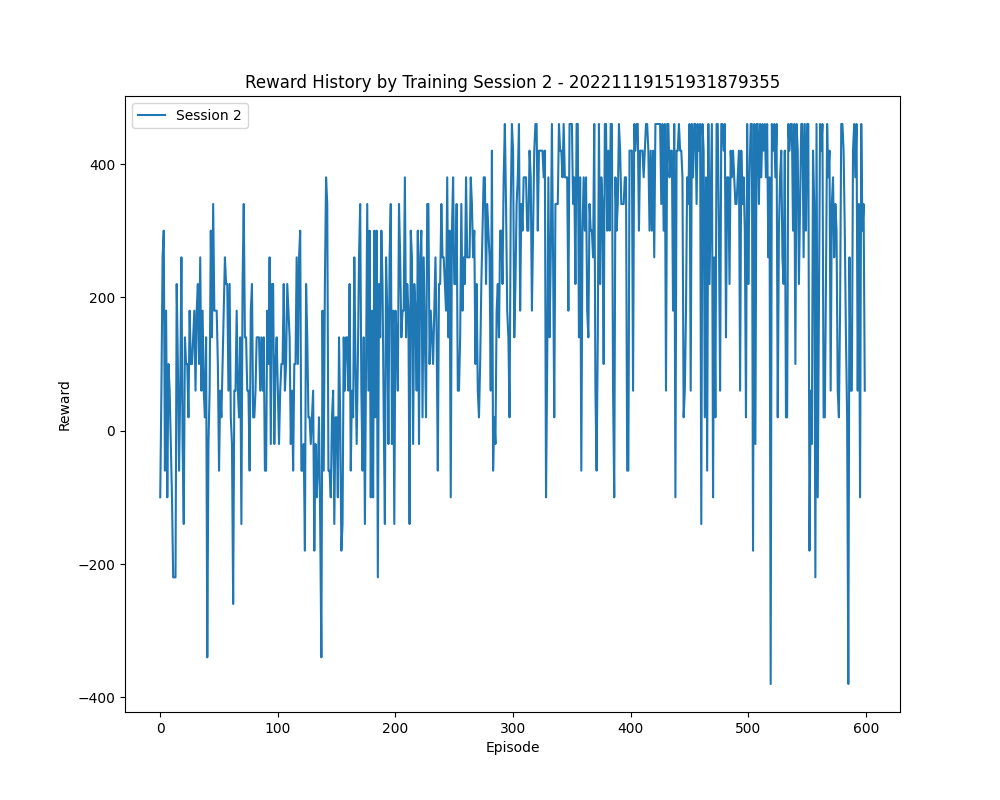 Reward History by Training Session 2 - 20221119151931879355
Session 2
400
200
0
−200
−400
Reward
0 100 200 300 400 500 600
Episode